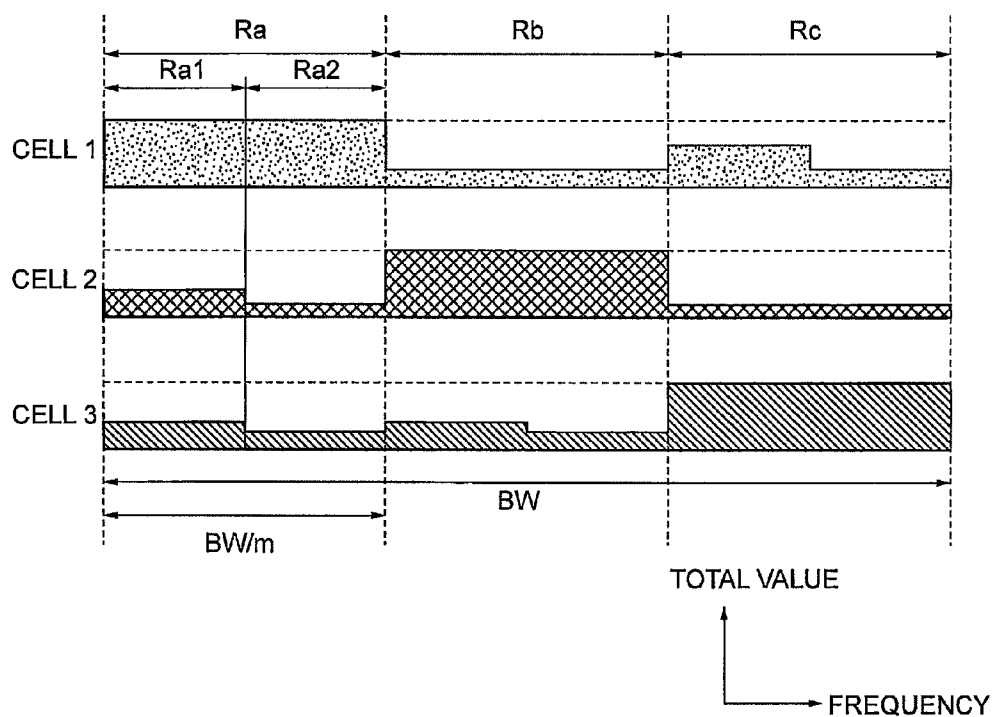 Ra Rb Rc
Ra1 Ra2
CELL 1
CELL 2
CELL 3
BW
BW/m
TOTAL VALUE
FREQUENCY